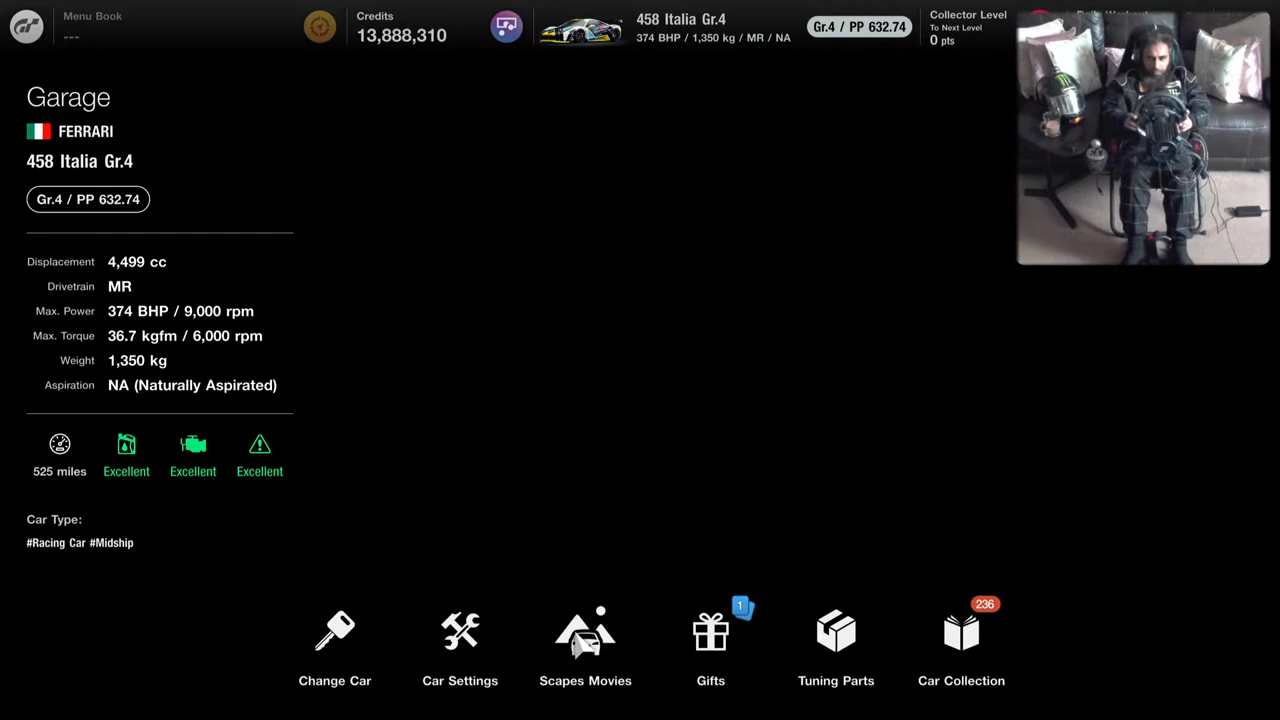 Menu Book
---
Credits
13,888,310
458 Italia Gr.4
374 BHP / 1,350 kg / MR / NA
Gr.4 / PP 632.74
Collector Level
To Next Level
0 pts
Garage
FERRARI
458 Italia Gr.4
Gr.4 / PP 632.74
Displacement 4,499 cc
Drivetrain MR
Max. Power 374 BHP / 9,000 rpm
Max. Torque 36.7 kgfm / 6,000 rpm
Weight 1,350 kg
Aspiration NA (Naturally Aspirated)
525 miles Excellent Excellent Excellent
Car Type:
#Racing Car #Midship
1
236
Change Car Car Settings Scapes Movies Gifts Tuning Parts Car Collection